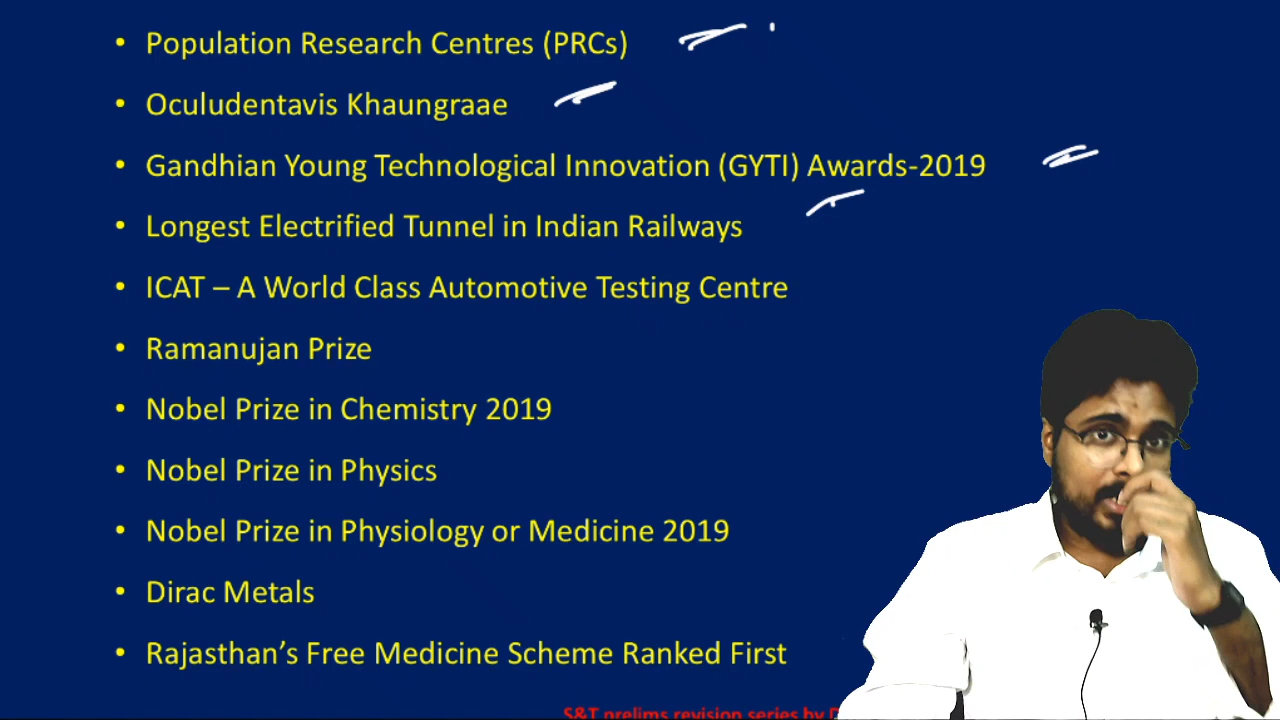 • Population Research Centres (PRCs)
• Oculudentavis Khaungraae
• Gandhian Young Technological Innovation (GYTI) Awards-2019
• Longest Electrified Tunnel in Indian Railways
• ICAT – A World Class Automotive Testing Centre
• Ramanujan Prize
• Nobel Prize in Chemistry 2019
• Nobel Prize in Physics
• Nobel Prize in Physiology or Medicine 2019
• Dirac Metals
• Rajasthan’s Free Medicine Scheme Ranked First
S&T prelims revision series by